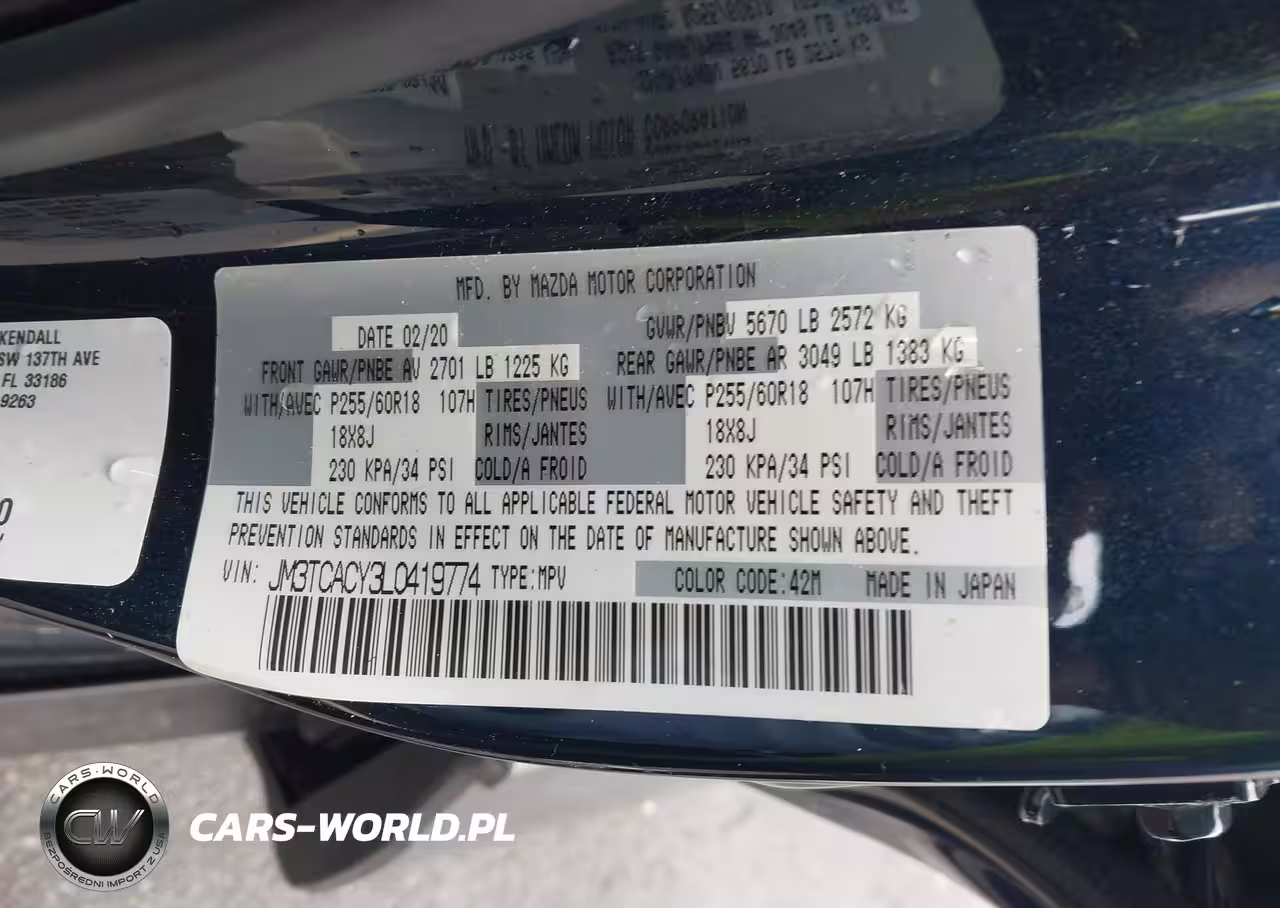 MFD. BY MAZDA MOTOR CORPORATION
DATE 02/20 GVWR/PNBV 5670 LB 2572 KG
FRONT GAWR/PNBE AV 2701 LB 1225 KG REAR GAWR/PNBE AR 3049 LB 1383 KG
WITH/AVEC P255/60R18 107H TIRES/PNEUS WITH/AVEC P255/60R18 107H TIRES/PNEUS
18X8J RIMS/JANTES 18X8J RIMS/JANTES
230 KPA/34 PSI COLD/A FROID 230 KPA/34 PSI COLD/A FROID
THIS VEHICLE CONFORMS TO ALL APPLICABLE FEDERAL MOTOR VEHICLE SAFETY AND THEFT
PREVENTION STANDARDS IN EFFECT ON THE DATE OF MANUFACTURE SHOWN ABOVE.
VIN: JM3TCACY3L0419774 TYPE:MPV COLOR CODE:42M MADE IN JAPAN
KENDALL
SW 137TH AVE
FL 33186
9263
CARS-WORLD
CW
BEZPOŚREDNI IMPORT Z USA
CARS-WORLD.PL